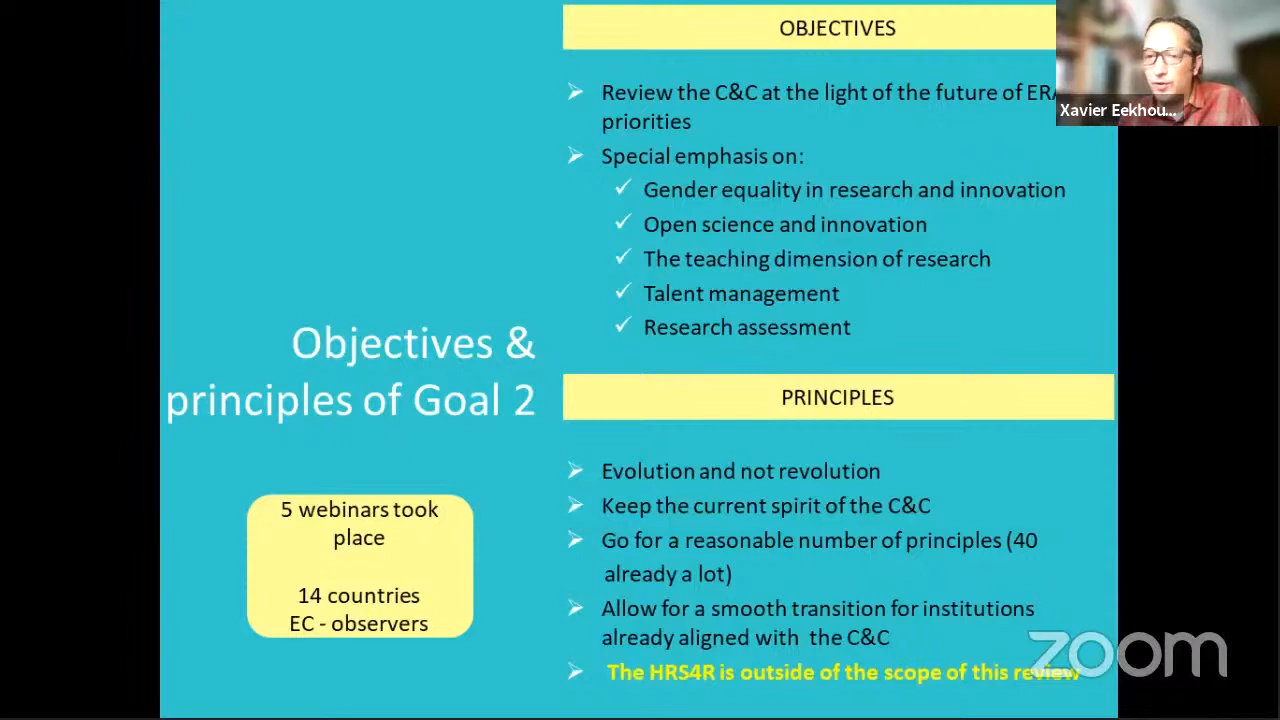 OBJECTIVES
Review the C&C at the light of the future of ERA
priorities
Special emphasis on:
Gender equality in research and innovation
Open science and innovation
The teaching dimension of research
Talent management
Research assessment
Objectives &
principles of Goal 2
5 webinars took
place
14 countries
EC - observers
PRINCIPLES
Evolution and not revolution
Keep the current spirit of the C&C
Go for a reasonable number of principles (40
already a lot)
Allow for a smooth transition for institutions
already aligned with the C&C
The HRS4R is outside of the scope of this review
Xavier Eekhou...
zoom